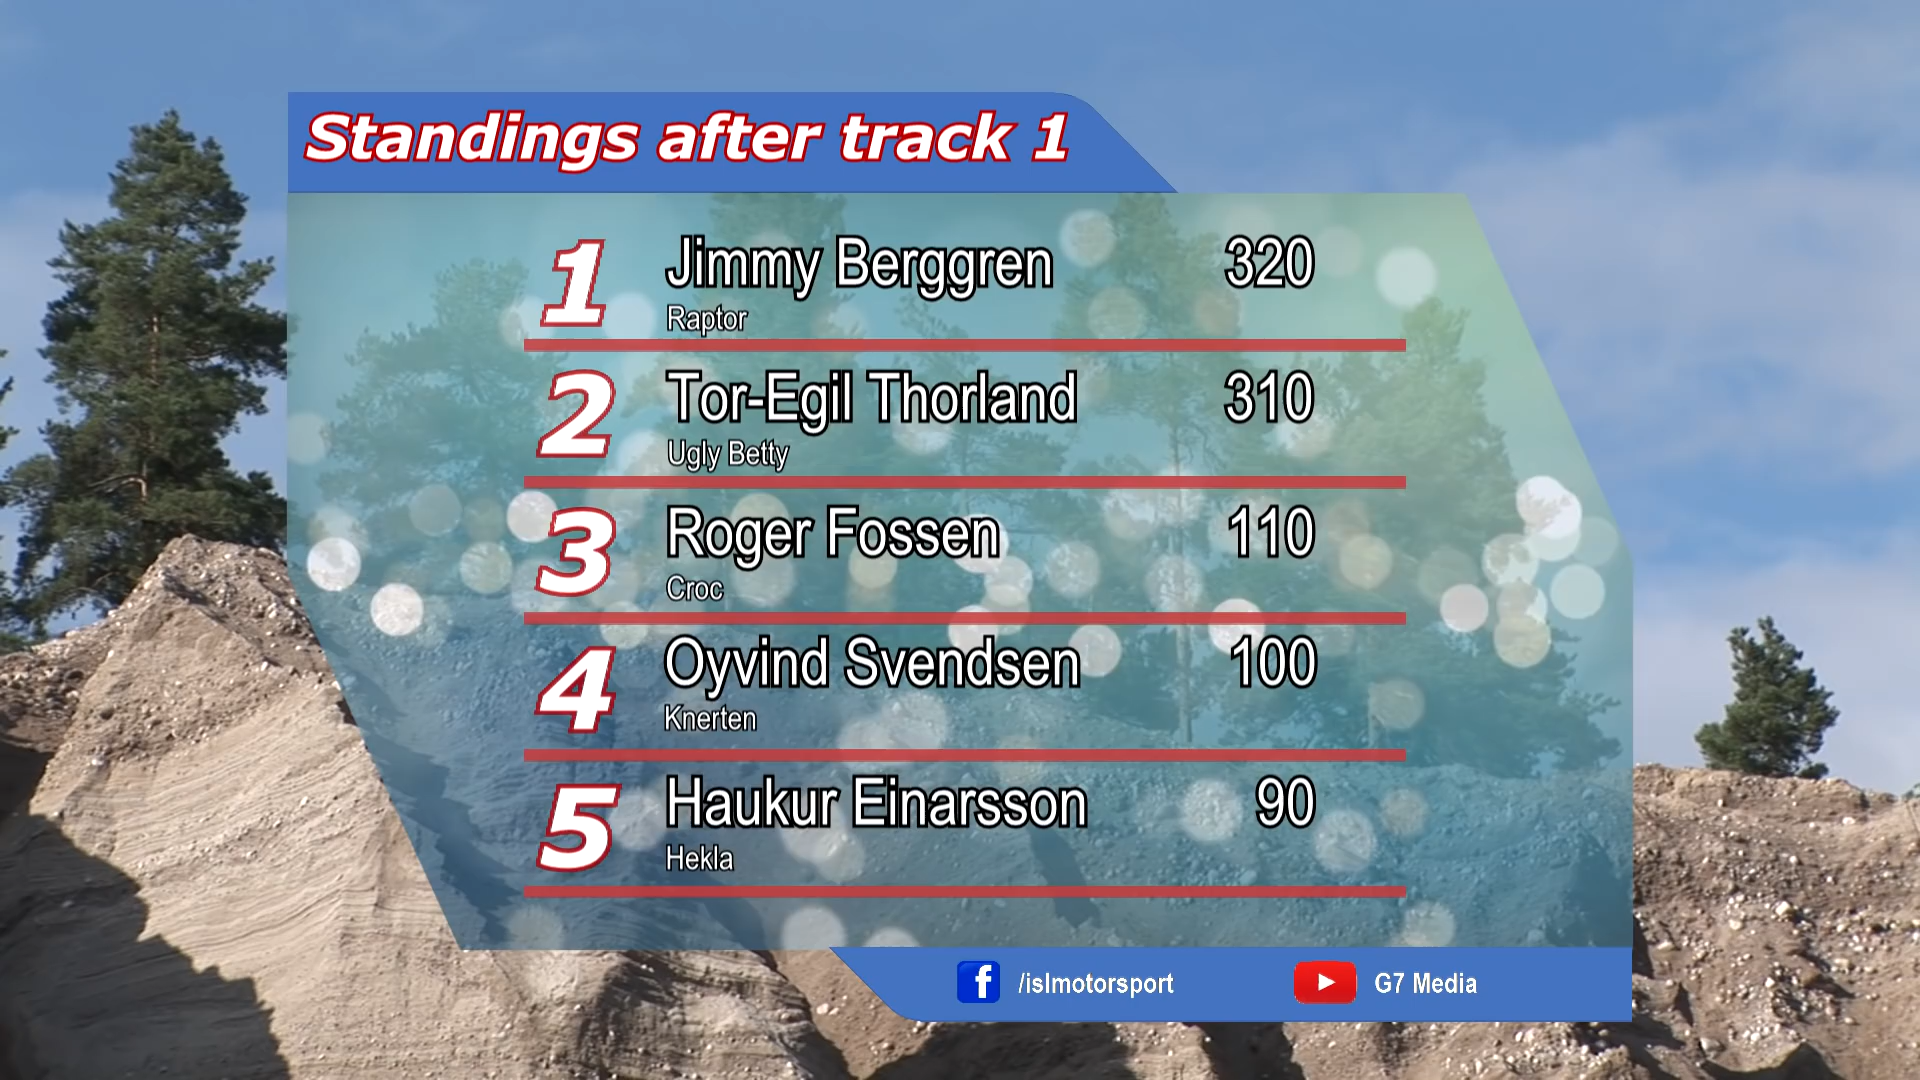 Standings after track 1
1 Jimmy Berggren 320
Raptor
2 Tor-Egil Thorland 310
Ugly Betty
3 Roger Fossen 110
Croc
4 Oyvind Svendsen 100
Knerten
5 Haukur Einarsson 90
Hekla
/islmotorsport G7 Media